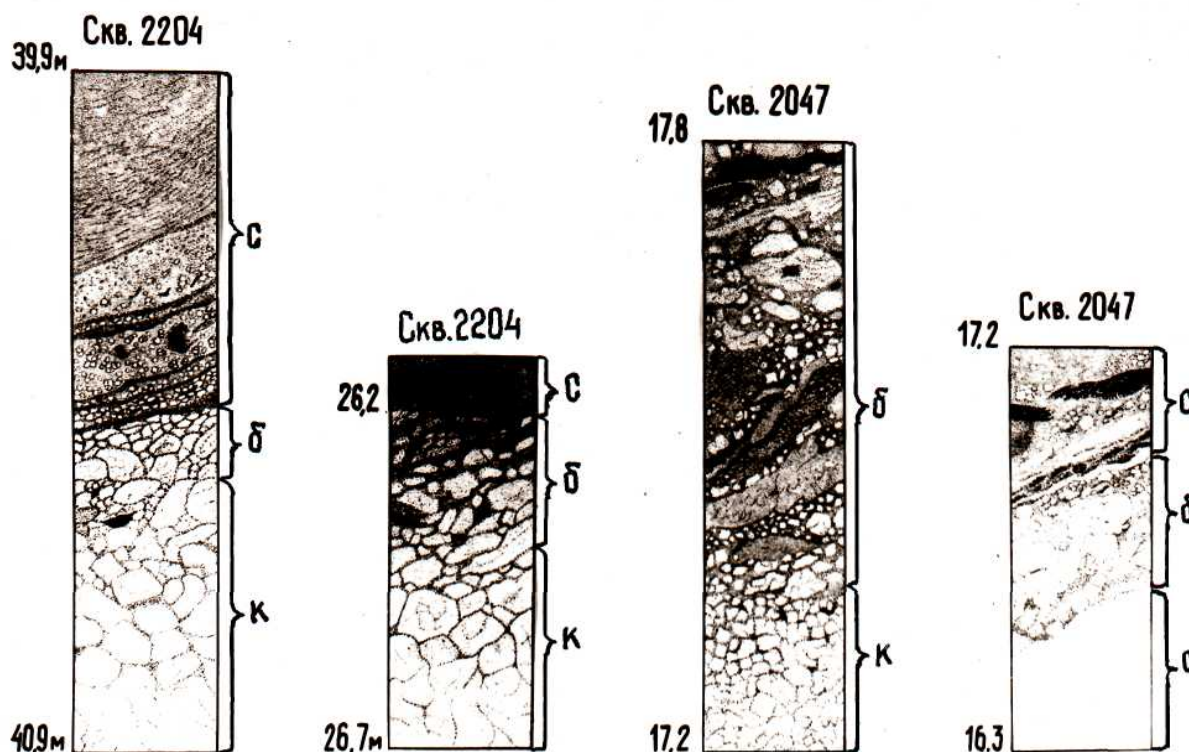 Скв. 2204
39,9м
С
δ
К
40,9м
Скв.2204
26,2
С
δ
К
26,7м
Скв. 2047
17,8
δ
К
17,2
Скв. 2047
17,2
С
16,3